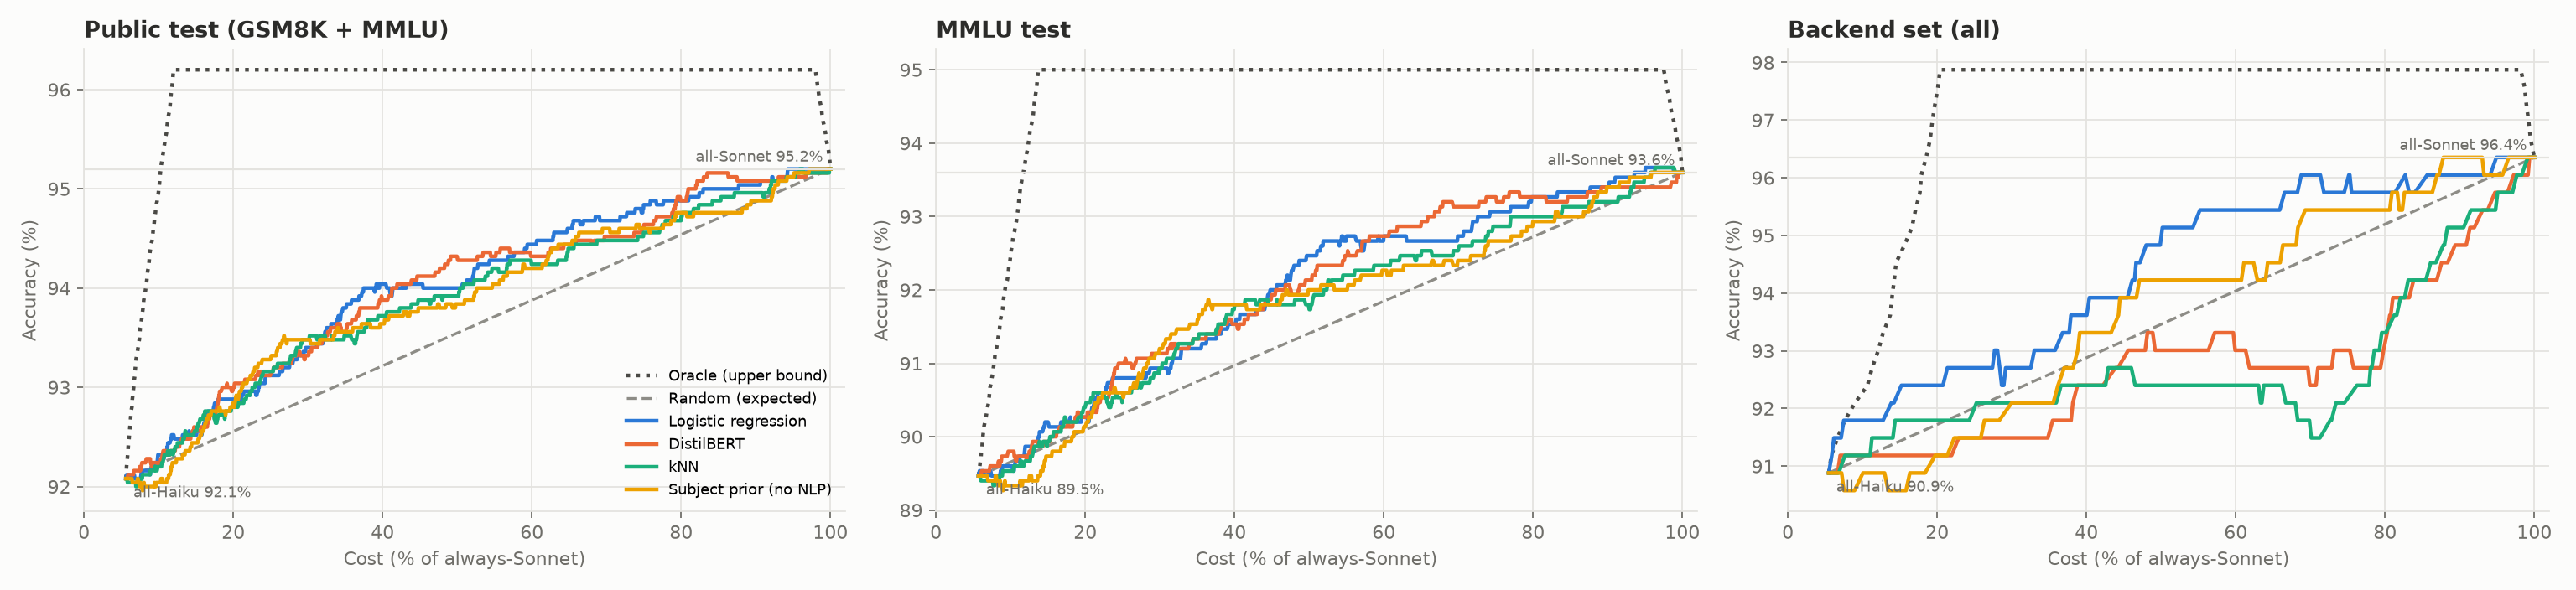 Public test (GSM8K + MMLU)
Accuracy (%)
96
95
94
93
92
all-Sonnet 95.2%
all-Haiku 92.1%
Oracle (upper bound)
Random (expected)
Logistic regression
DistilBERT
kNN
Subject prior (no NLP)
0 20 40 60 80 100
Cost (% of always-Sonnet)
MMLU test
Accuracy (%)
95
94
93
92
91
90
89
all-Sonnet 93.6%
all-Haiku 89.5%
0 20 40 60 80 100
Cost (% of always-Sonnet)
Backend set (all)
Accuracy (%)
98
97
96
95
94
93
92
91
all-Sonnet 96.4%
all-Haiku 90.9%
0 20 40 60 80 100
Cost (% of always-Sonnet)